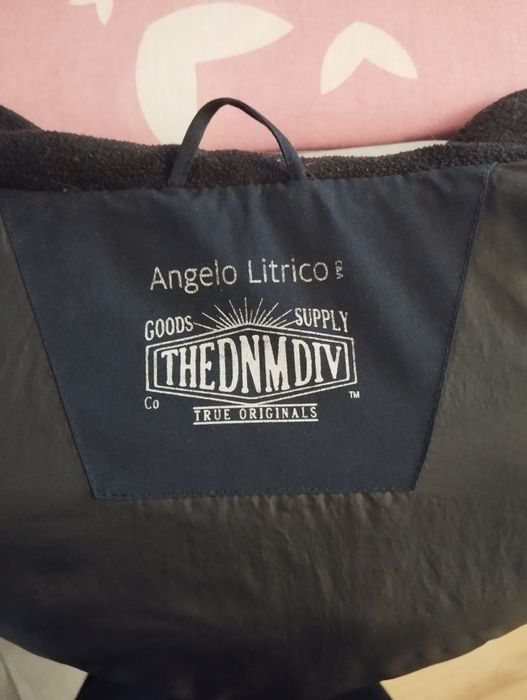 Angelo Litrico C&A
GOODS SUPPLY
THEDNMDIV
Co TM
TRUE ORIGINALS